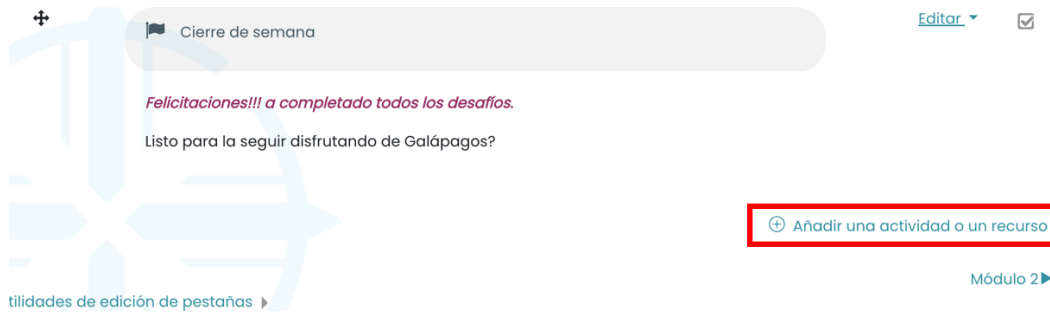 Editar
Cierre de semana
Felicitaciones!!! a completado todos los desafíos.
Listo para la seguir disfrutando de Galápagos?
Añadir una actividad o un recurso
Módulo 2
tilidades de edición de pestañas